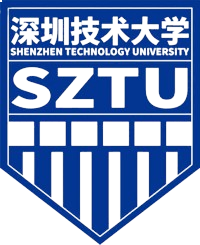 深圳技术大学
SHENZHEN TECHNOLOGY UNIVERSITY
SZTU